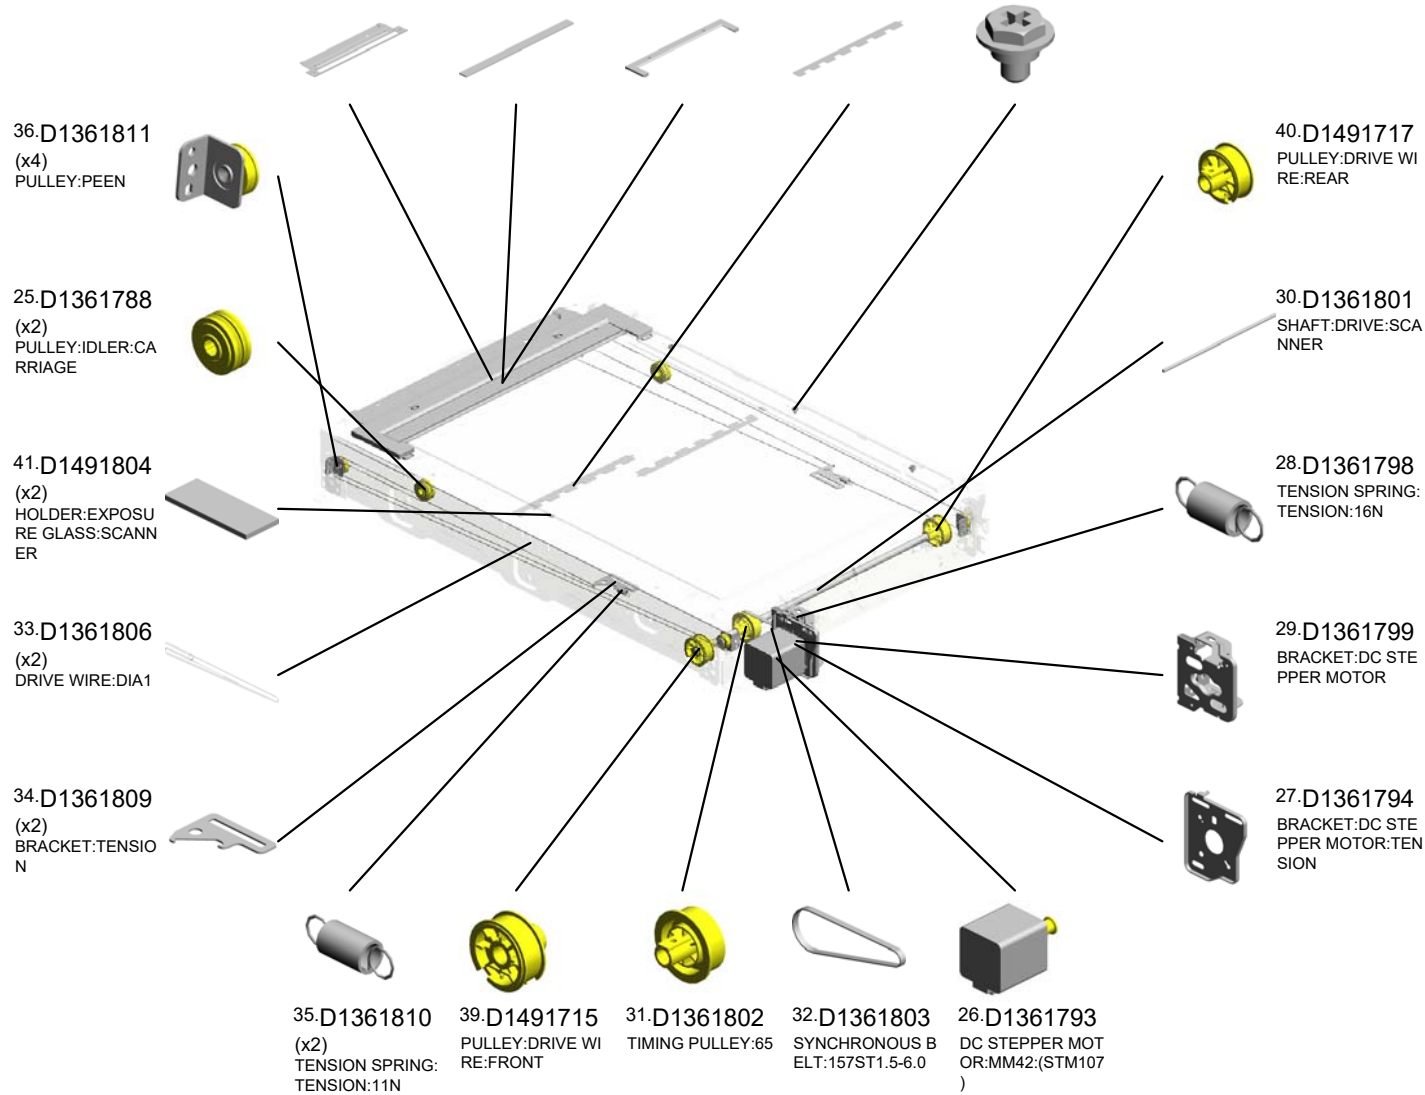 36.D1361811
(x4)
PULLEY:PEEN
25.D1361788
(x2)
PULLEY:IDLER:CA
RRIAGE
41.D1491804
(x2)
HOLDER:EXPOSU
RE GLASS:SCANN
ER
33.D1361806
(x2)
DRIVE WIRE:DIA1
34.D1361809
(x2)
BRACKET:TENSIO
N
35.D1361810
(x2)
TENSION SPRING:
TENSION:11N
39.D1491715
PULLEY:DRIVE WI
RE:FRONT
31.D1361802
TIMING PULLEY:65
32.D1361803
SYNCHRONOUS B
ELT:157ST1.5-6.0
26.D1361793
DC STEPPER MOT
OR:MM42:(STM107
)
40.D1491717
PULLEY:DRIVE WI
RE:REAR
30.D1361801
SHAFT:DRIVE:SCA
NNER
28.D1361798
TENSION SPRING:
TENSION:16N
29.D1361799
BRACKET:DC STE
PPER MOTOR
27.D1361794
BRACKET:DC STE
PPER MOTOR:TEN
SION